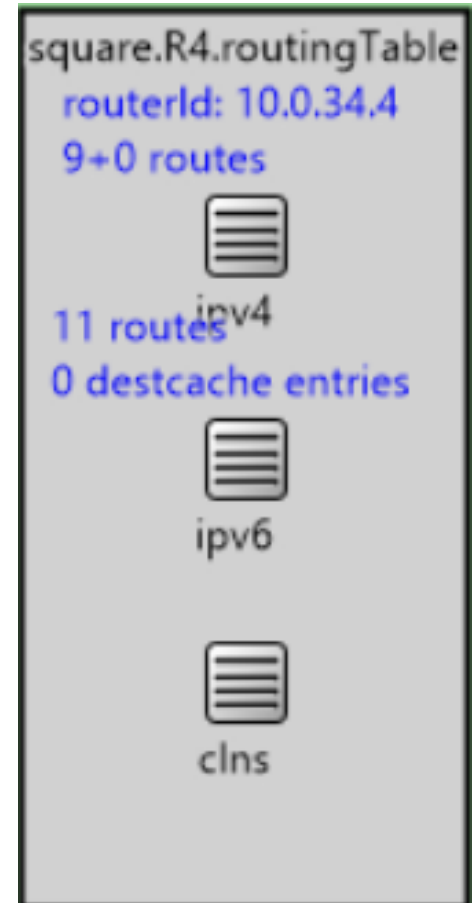 square.R4.routingTable
routerId: 10.0.34.4
9+0 routes
ipv4
11 routes
0 destcache entries
ipv6
clns